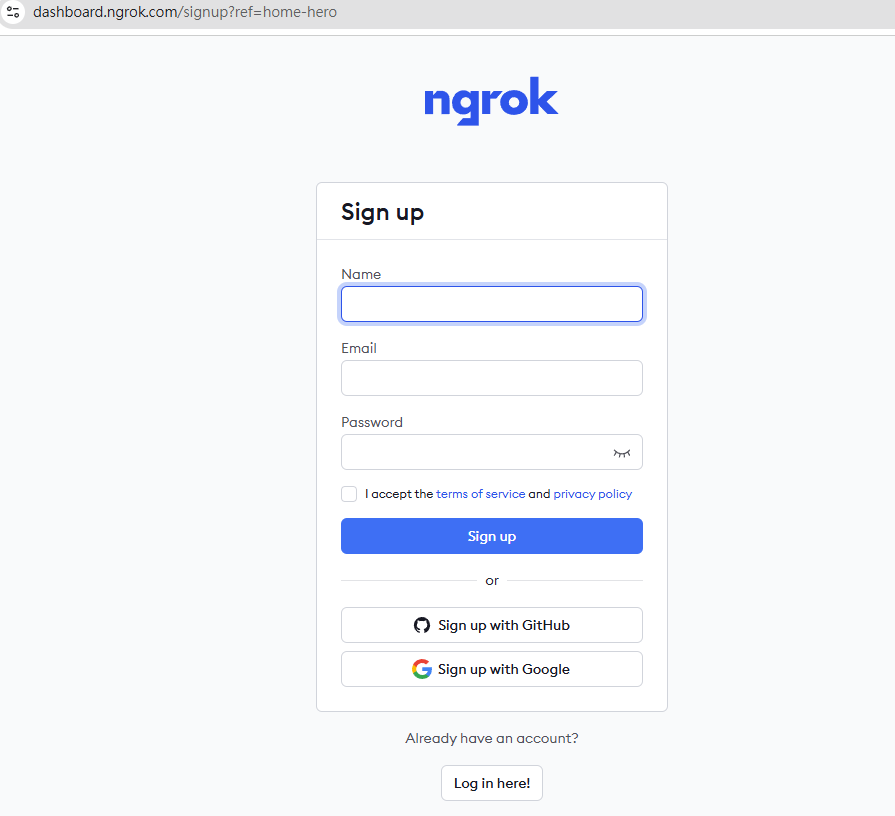 dashboard.ngrok.com/signup?ref=home-hero
ngrok
Sign up
Name
Email
Password
I accept the terms of service and privacy policy
Sign up
or
Sign up with GitHub
Sign up with Google
Already have an account?
Log in here!